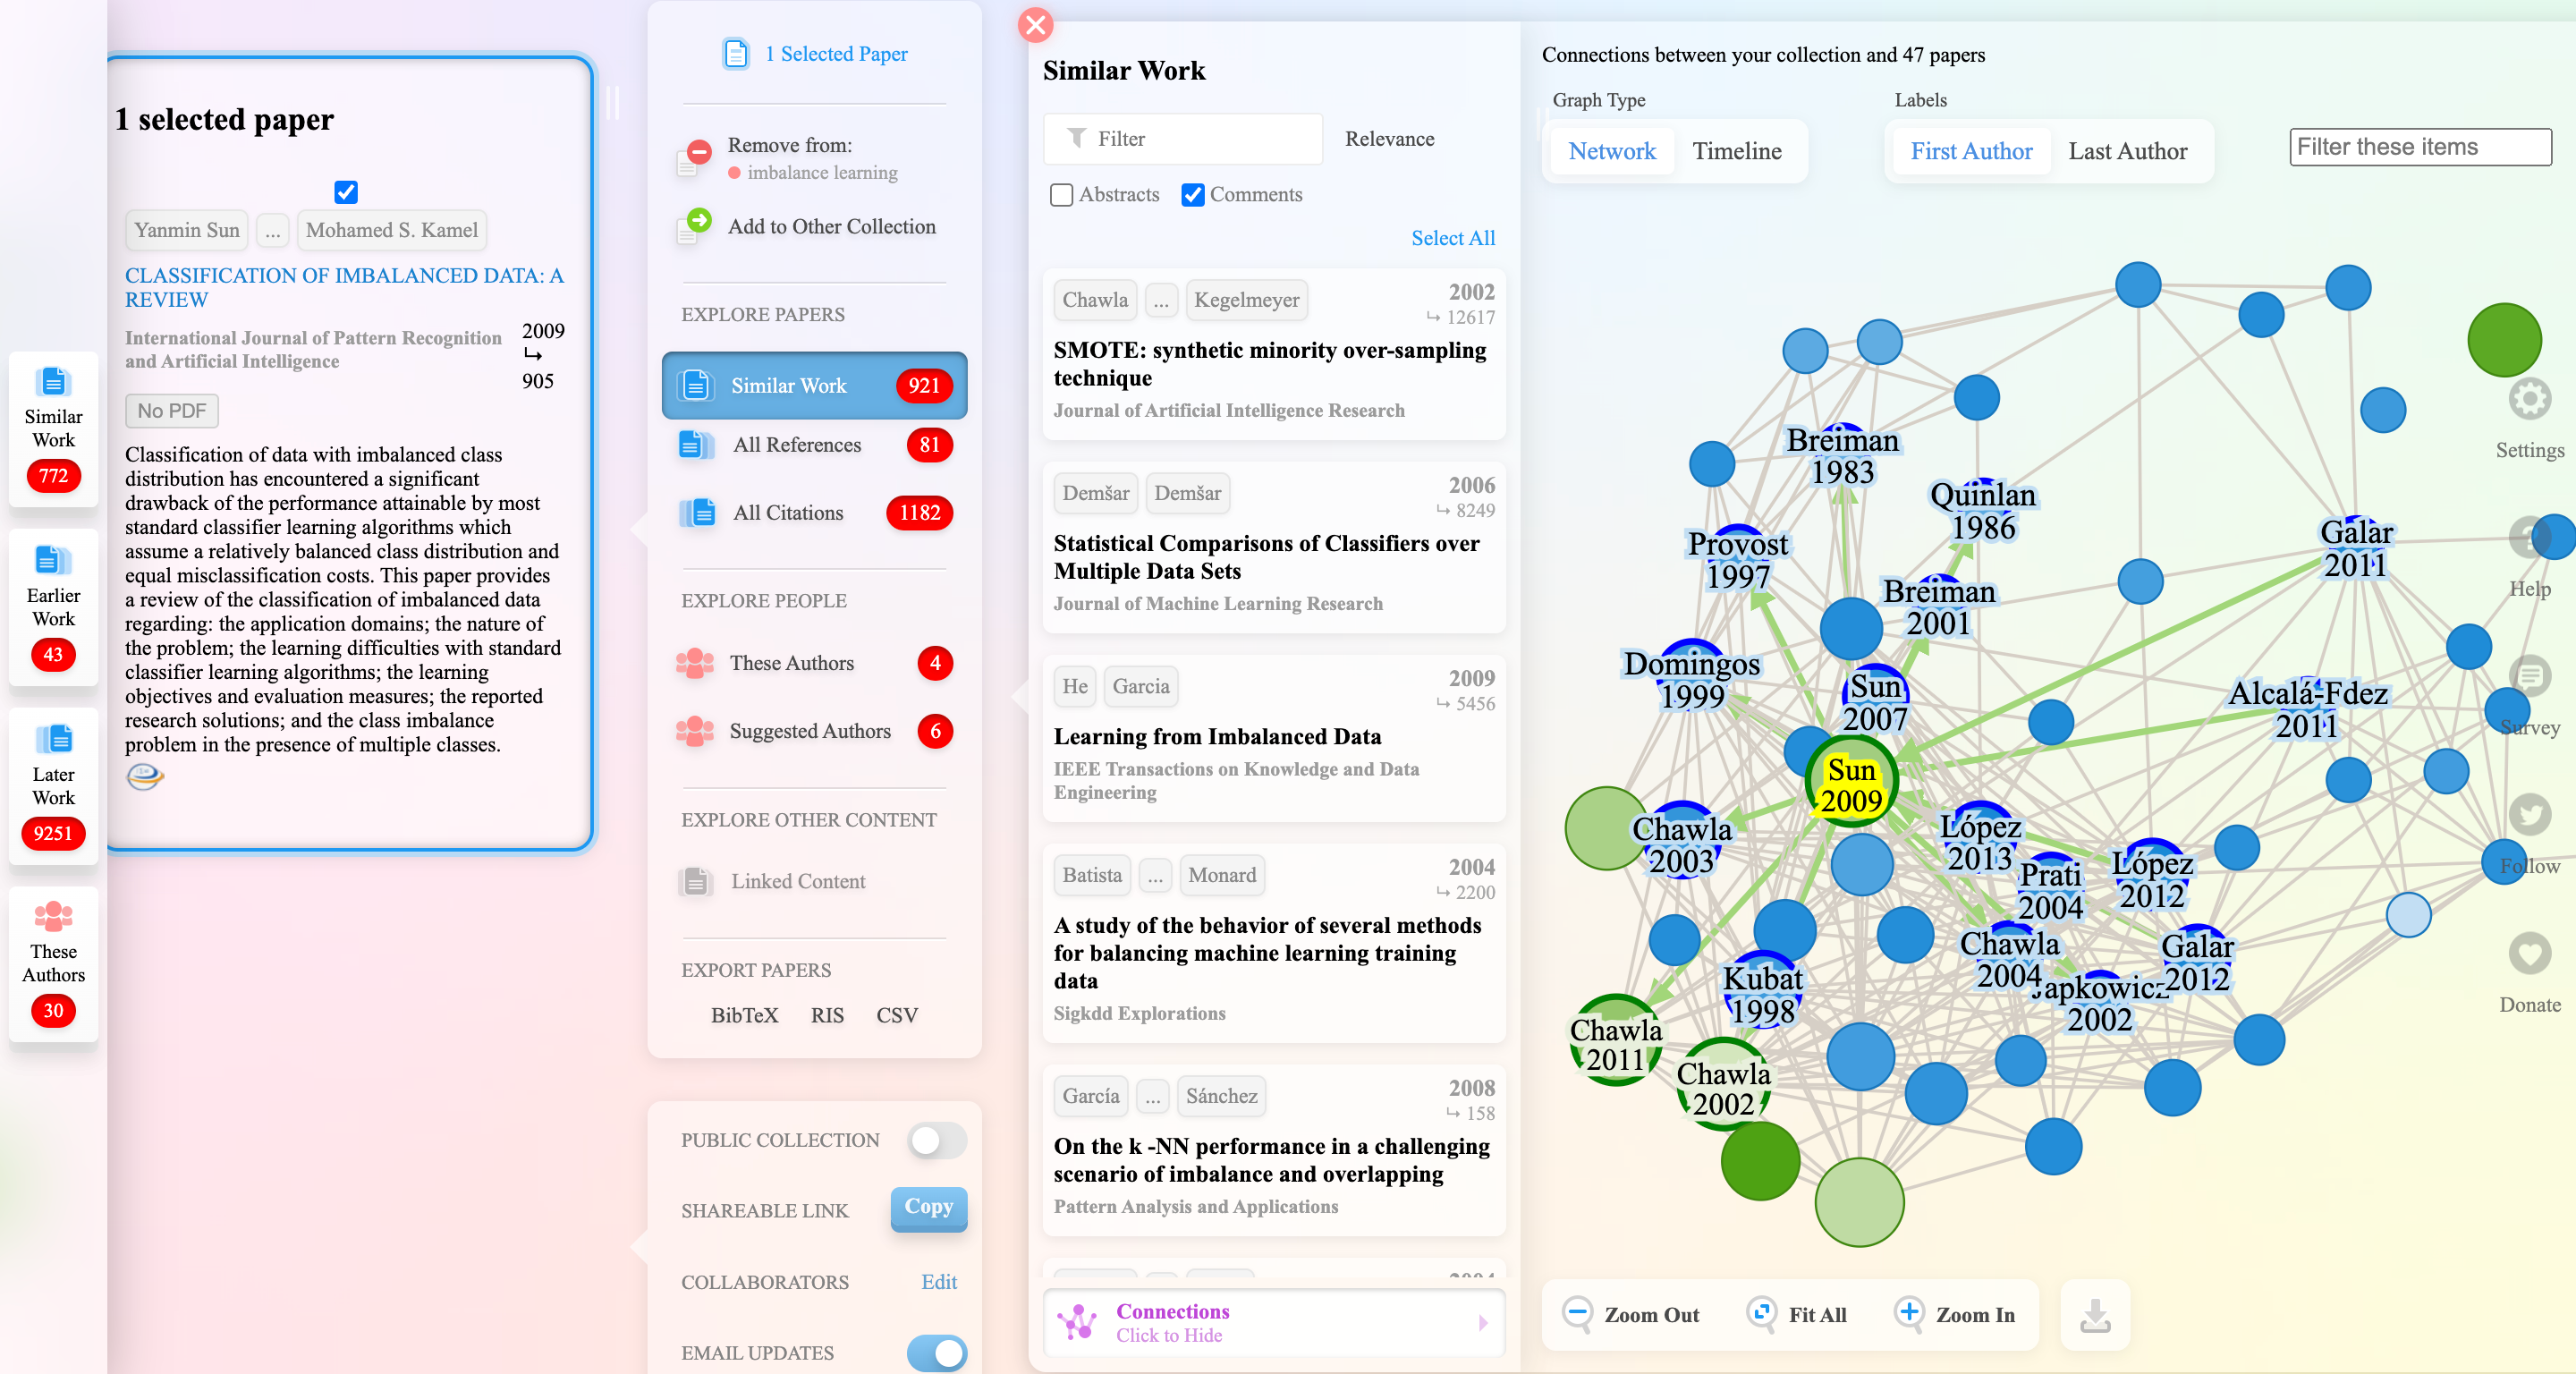 Similar
Work
772
Earlier
Work
43
Later
Work
9251
These
Authors
30
1 selected paper
Yanmin Sun ... Mohamed S. Kamel
CLASSIFICATION OF IMBALANCED DATA: A
REVIEW
International Journal of Pattern Recognition
and Artificial Intelligence
2009
↳
905
No PDF
Classification of data with imbalanced class
distribution has encountered a significant
drawback of the performance attainable by most
standard classifier learning algorithms which
assume a relatively balanced class distribution and
equal misclassification costs. This paper provides
a review of the classification of imbalanced data
regarding: the application domains; the nature of
the problem; the learning difficulties with standard
classifier learning algorithms; the learning
objectives and evaluation measures; the reported
research solutions; and the class imbalance
problem in the presence of multiple classes.
1 Selected Paper
Remove from:
imbalance learning
Add to Other Collection
EXPLORE PAPERS
Similar Work 921
All References 81
All Citations 1182
EXPLORE PEOPLE
These Authors 4
Suggested Authors 6
EXPLORE OTHER CONTENT
Linked Content
EXPORT PAPERS
BibTeX RIS CSV
PUBLIC COLLECTION
SHAREABLE LINK Copy
COLLABORATORS Edit
EMAIL UPDATES
Similar Work
Filter Relevance
Abstracts Comments
Select All
Chawla ... Kegelmeyer 2002
↳ 12617
SMOTE: synthetic minority over-sampling
technique
Journal of Artificial Intelligence Research
Demšar Demšar 2006
↳ 8249
Statistical Comparisons of Classifiers over
Multiple Data Sets
Journal of Machine Learning Research
He Garcia 2009
↳ 5456
Learning from Imbalanced Data
IEEE Transactions on Knowledge and Data
Engineering
Batista ... Monard 2004
↳ 2200
A study of the behavior of several methods
for balancing machine learning training
data
Sigkdd Explorations
García ... Sánchez 2008
↳ 158
On the k -NN performance in a challenging
scenario of imbalance and overlapping
Pattern Analysis and Applications
Connections
Click to Hide
Connections between your collection and 47 papers
Graph Type Labels
Network Timeline First Author Last Author
Filter these items
Breiman
1983
Quinlan
1986
Provost
1997
Galar
2011
Breiman
2001
Domingos
1999
Sun
2007
Alcalá-Fdez
2011
Sun
2009
Chawla
2003
López
2013
Prati
2004
López
2012
Chawla
2004
Galar
2012
Kubat
1998
Japkowicz
2002
Chawla
2011
Chawla
2002
Settings
Help
Survey
Follow
Donate
Zoom Out Fit All Zoom In